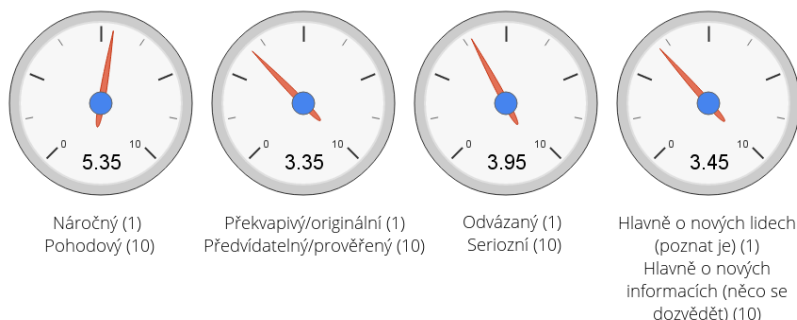 0 10
5.35
0 10
3.35
0 10
3.95
0 10
3.45
Náročný (1)
Pohodový (10)
Překvapivý/originální (1)
Předvídatelný/prověřený (10)
Odvázaný (1)
Seriozní (10)
Hlavně o nových lidech
(poznat je) (1)
Hlavně o nových
informacích (něco se
dozvědět) (10)